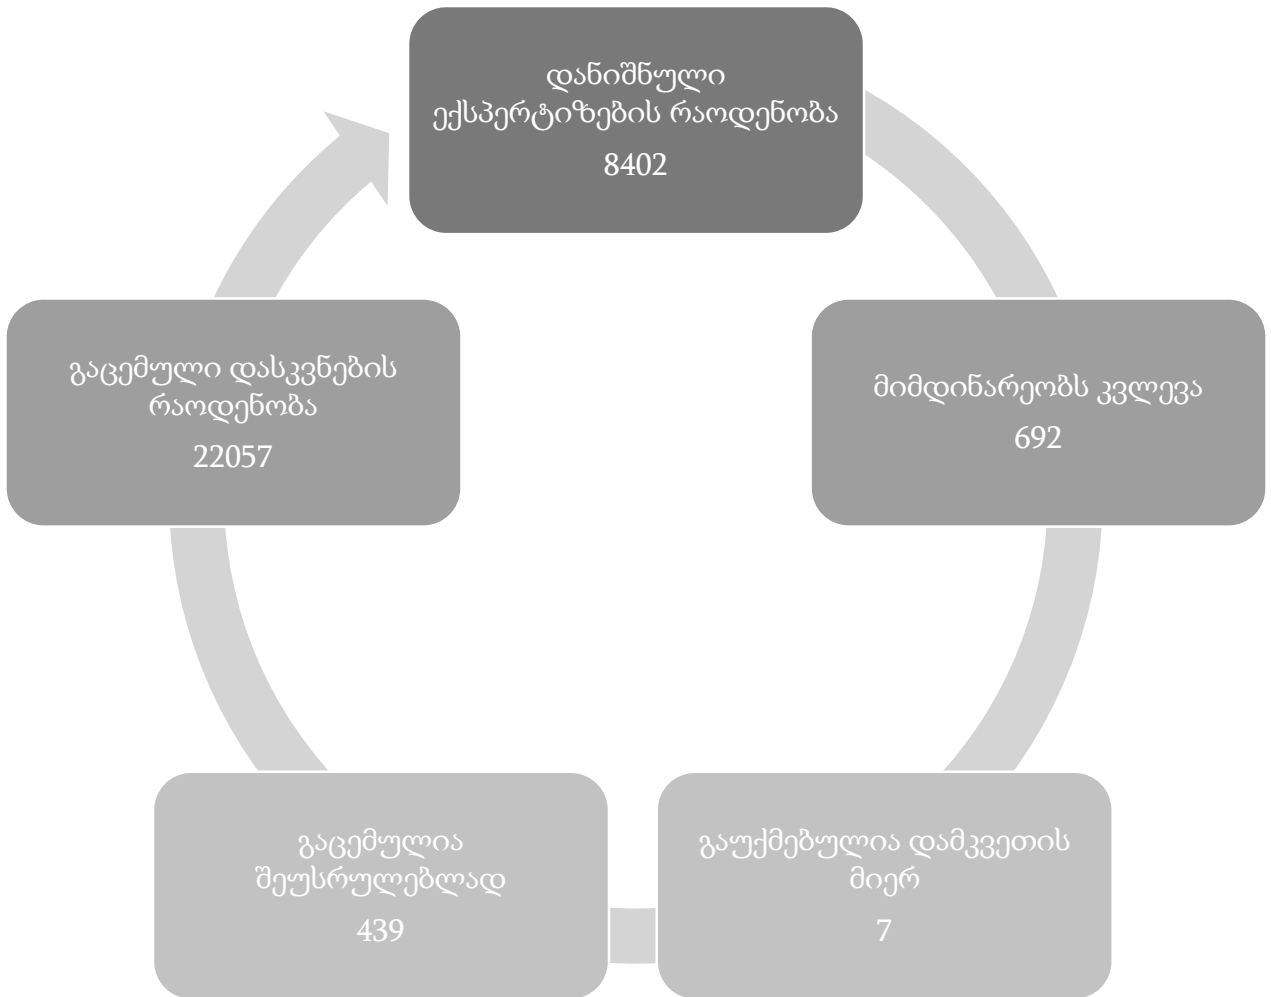 დანიშნული
ექსპერტიზების რაოდენობა
8402
მიმდინარეობს კვლევა
692
გაუქმებულია დამკვეთის
მიერ
7
გაცემულია
შეუსრულებლად
439
გაცემული დასკვნების
რაოდენობა
22057